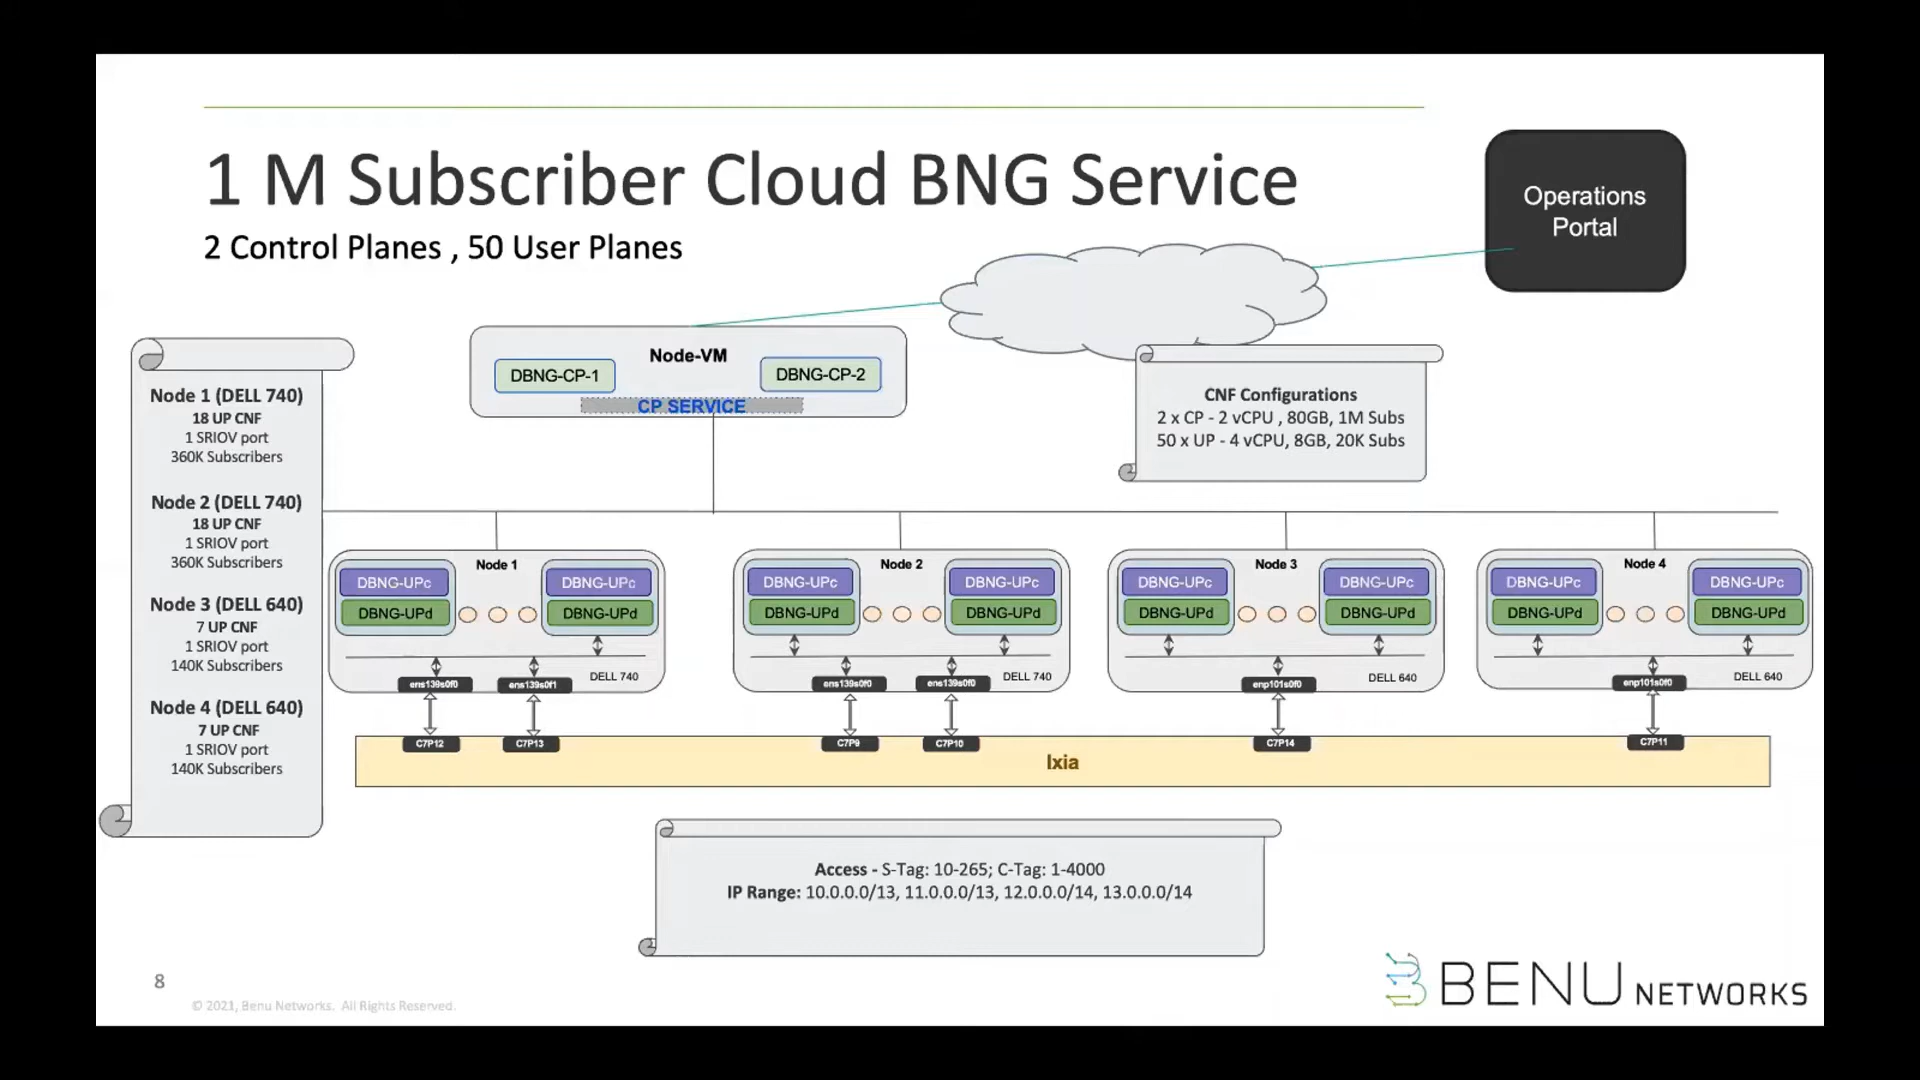 1 M Subscriber Cloud BNG Service
2 Control Planes , 50 User Planes
Operations
Portal
Node-VM
DBNG-CP-1
DBNG-CP-2
CP SERVICE
CNF Configurations
2 x CP - 2 vCPU , 80GB, 1M Subs
50 x UP - 4 vCPU, 8GB, 20K Subs
Node 1 (DELL 740)
18 UP CNF
1 SRIOV port
360K Subscribers
Node 2 (DELL 740)
18 UP CNF
1 SRIOV port
360K Subscribers
Node 3 (DELL 640)
7 UP CNF
1 SRIOV port
140K Subscribers
Node 4 (DELL 640)
7 UP CNF
1 SRIOV port
140K Subscribers
Node 1
DBNG-UPc
DBNG-UPc
DBNG-UPd
DBNG-UPd
DELL 740
ens139s0f0
ens139s0f1
Node 2
DBNG-UPc
DBNG-UPc
DBNG-UPd
DBNG-UPd
DELL 740
ens139s0f0
ens139s0f0
Node 3
DBNG-UPc
DBNG-UPc
DBNG-UPd
DBNG-UPd
DELL 640
enp101s0f0
Node 4
DBNG-UPc
DBNG-UPc
DBNG-UPd
DBNG-UPd
DELL 640
enp101s0f0
C7P12
C7P13
C7P9
C7P10
C7P14
C7P11
Ixia
Access - S-Tag: 10-265; C-Tag: 1-4000
IP Range: 10.0.0.0/13, 11.0.0.0/13, 12.0.0.0/14, 13.0.0.0/14
8
© 2021, Benu Networks. All Rights Reserved.
BENU NETWORKS